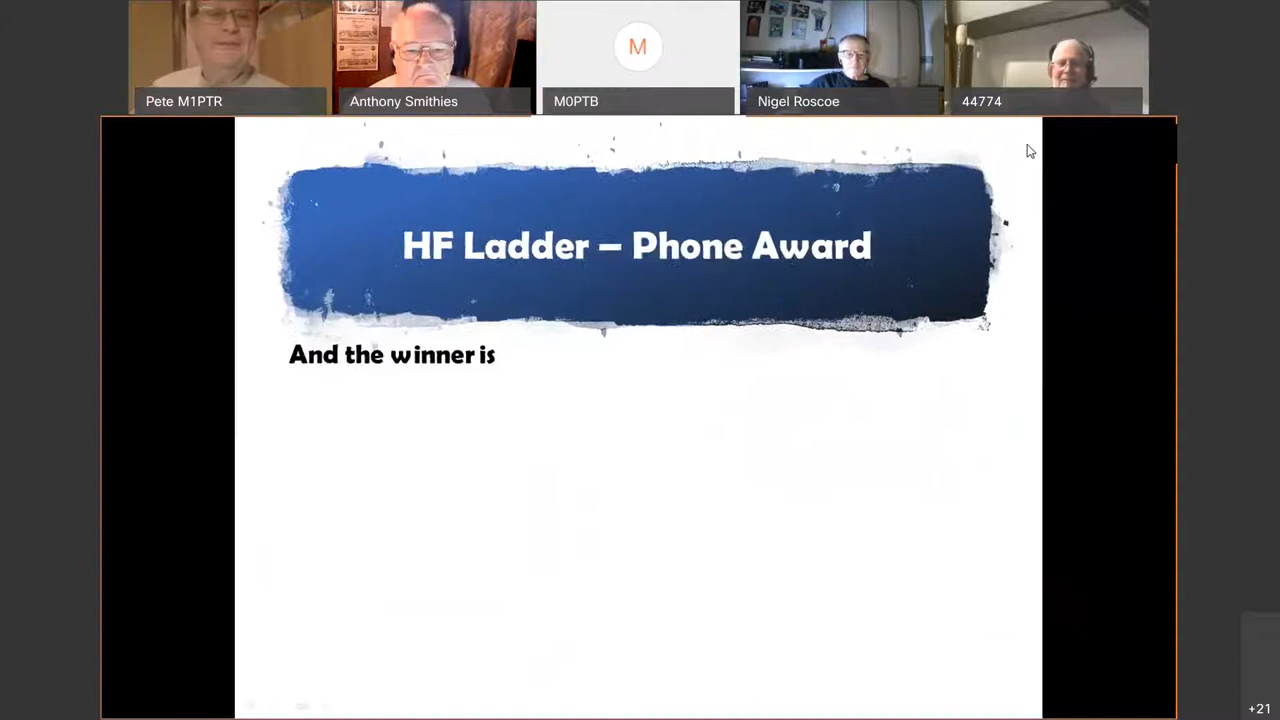 Pete M1PTR
Anthony Smithies
M
M0PTB
Nigel Roscoe
44774
HF Ladder – Phone Award
And the winner is
+21